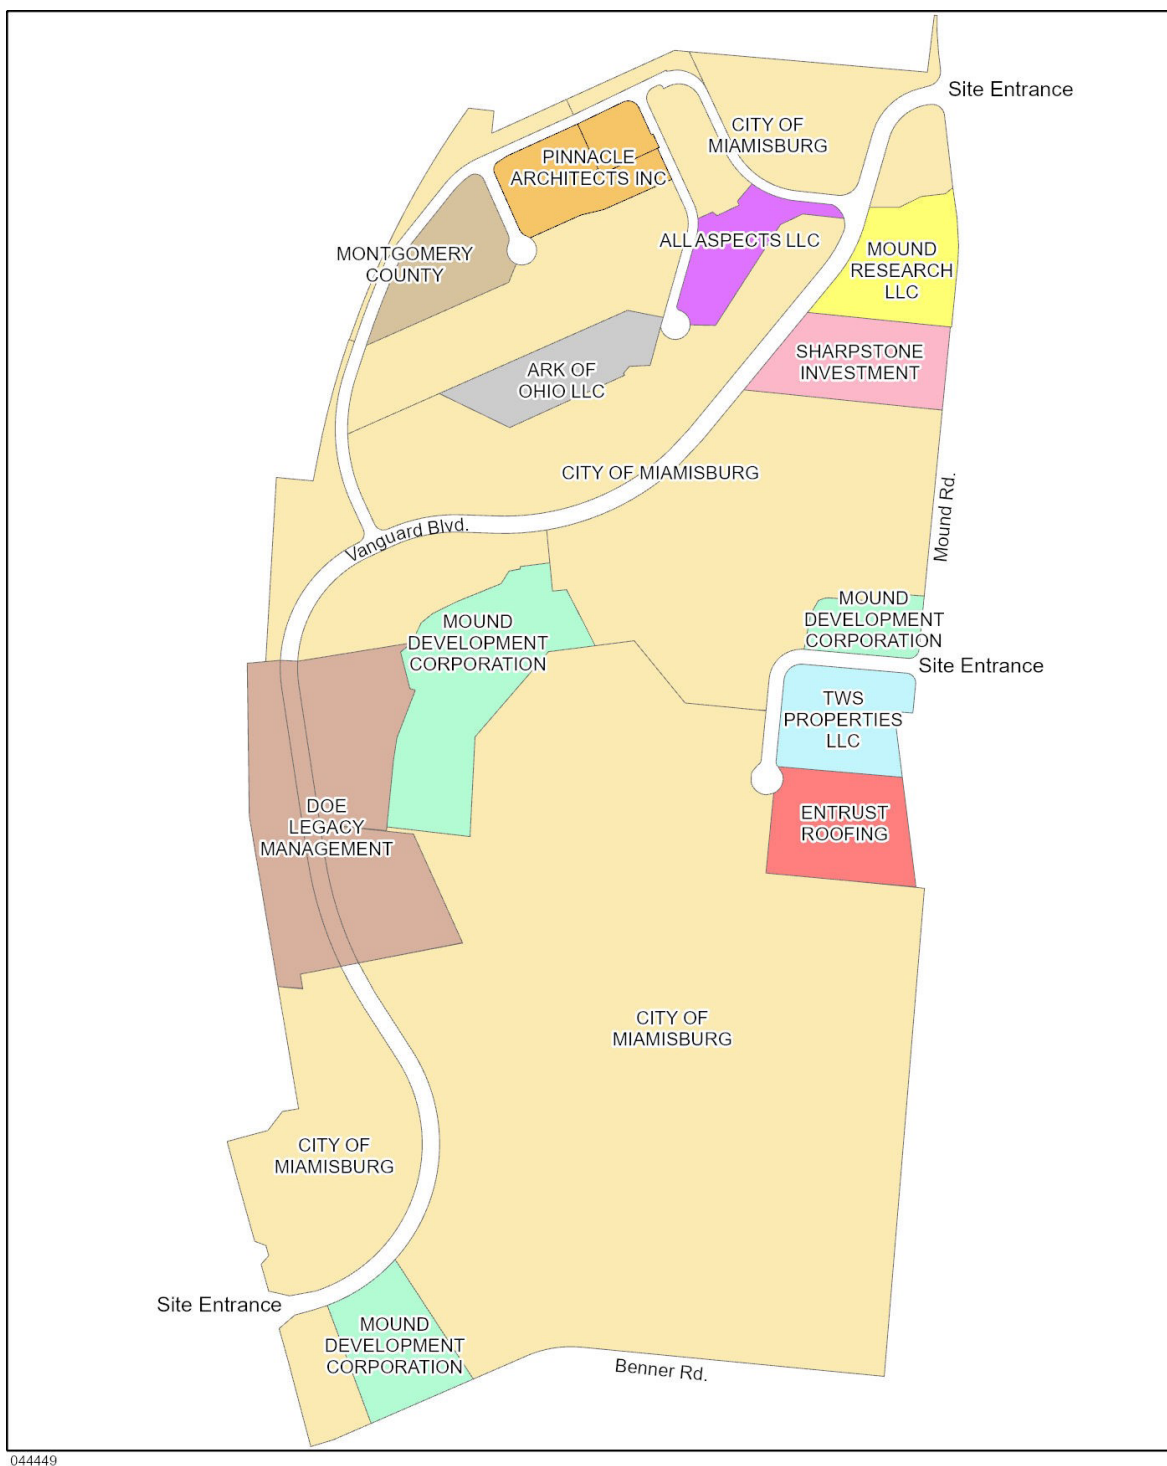 Site Entrance
CITY OF
MIAMISBURG
PINNACLE
ARCHITECTS INC
ALL ASPECTS LLC
MONTGOMERY
COUNTY
MOUND
RESEARCH
LLC
SHARPSTONE
INVESTMENT
ARK OF
OHIO LLC
CITY OF MIAMISBURG
Mound Rd.
Vanguard Blvd.
MOUND
DEVELOPMENT
CORPORATION
MOUND
DEVELOPMENT
CORPORATION
Site Entrance
TWS
PROPERTIES
LLC
DOE
LEGACY
MANAGEMENT
ENTRUST
ROOFING
CITY OF
MIAMISBURG
CITY OF
MIAMISBURG
Site Entrance
MOUND
DEVELOPMENT
CORPORATION
Benner Rd.
044449